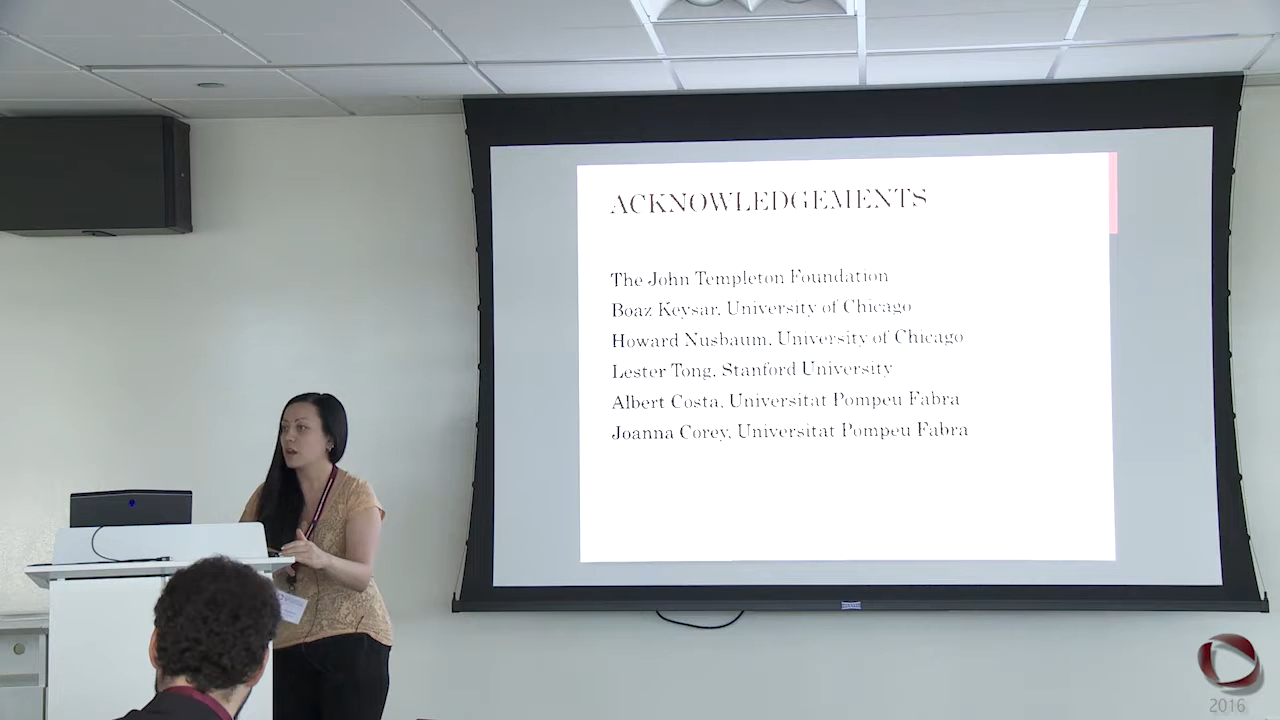 ACKNOWLEDGEMENTS
The John Templeton Foundation
Boaz Keysar, University of Chicago
Howard Nusbaum, University of Chicago
Lester Tong, Stanford University
Albert Costa, Universitat Pompeu Fabra
Joanna Corey, Universitat Pompeu Fabra
2016